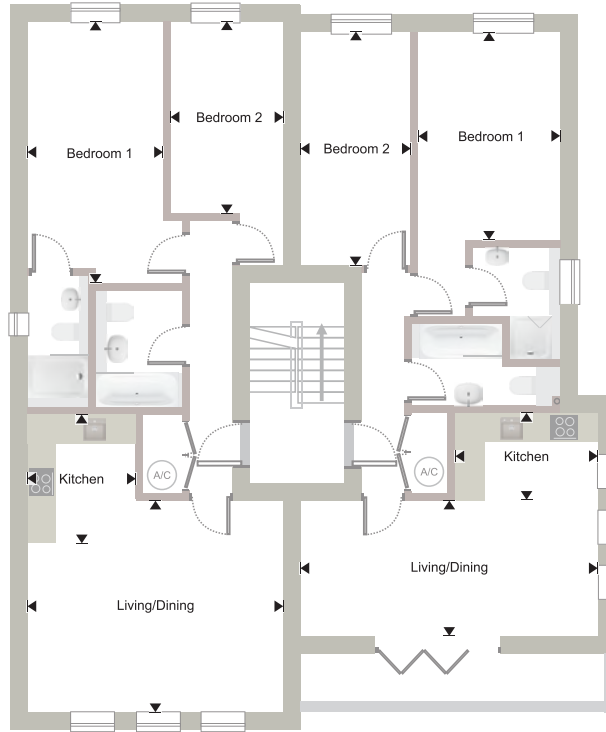 Bedroom 2
Bedroom 1
Bedroom 1
Bedroom 2
Kitchen
A/C
A/C
Kitchen
Living/Dining
Living/Dining